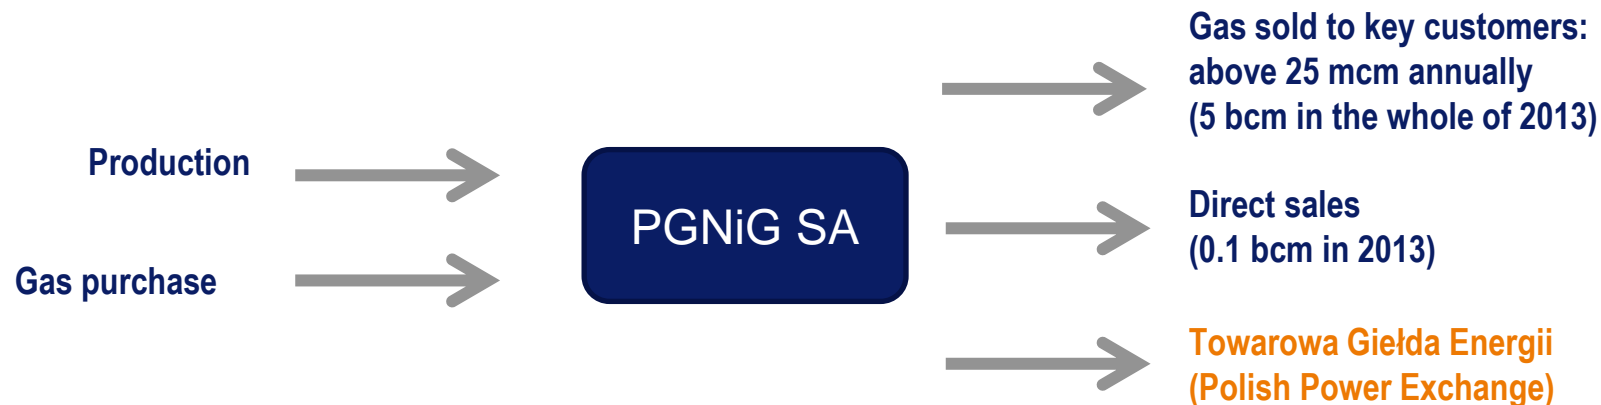 Production
Gas purchase
PGNiG SA
Gas sold to key customers:
above 25 mcm annually
(5 bcm in the whole of 2013)
Direct sales
(0.1 bcm in 2013)
Towarowa Giełda Energii
(Polish Power Exchange)